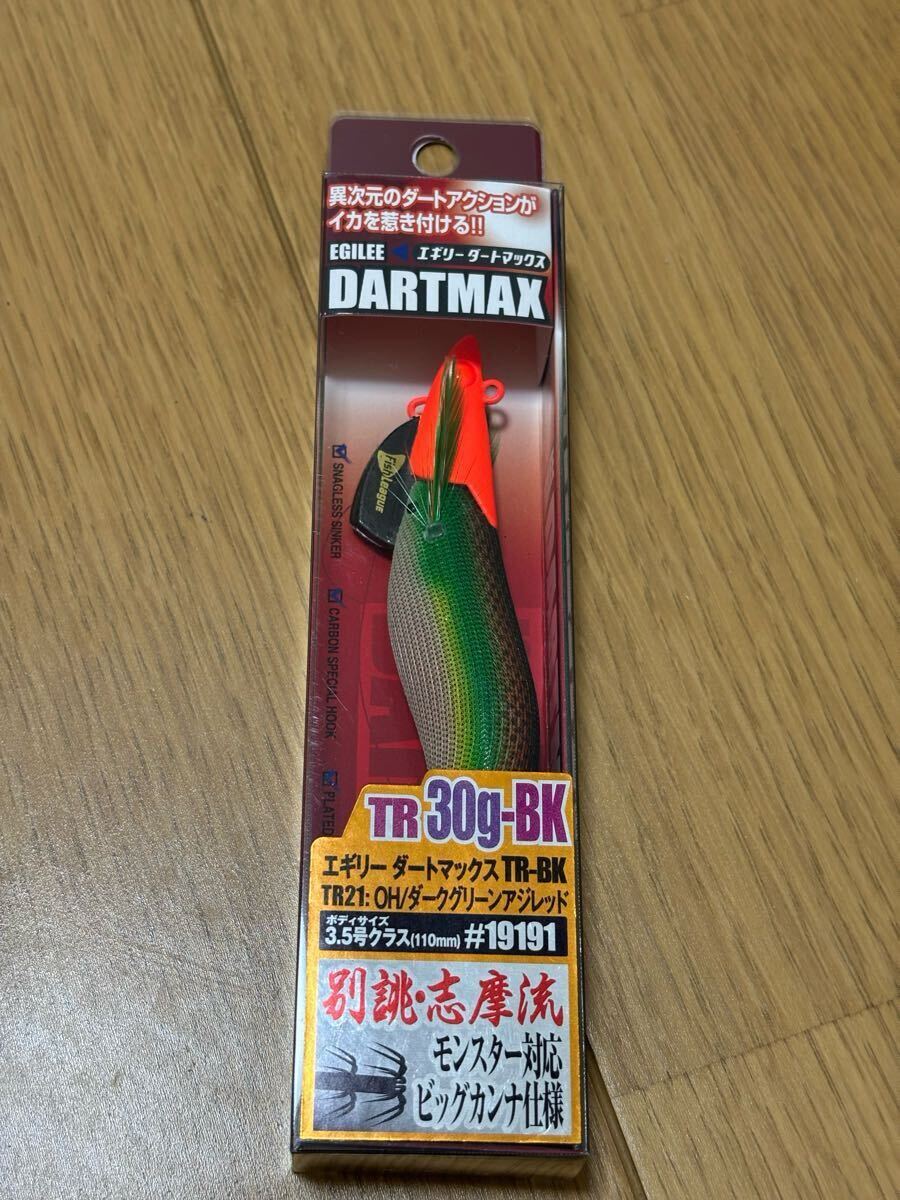 異次元のダートアクションが
イカを惹き付ける!!
EGILEE エギリーダートマックス
DARTMAX
FishLeague
SNAGLESS SINKER
CARBON SPECIAL HOOK
PLATED
TR 30g-BK
エギリー ダートマックス TR-BK
TR21: OH/ダークグリーンアジレッド
ボディサイズ
3.5号クラス(110mm) #19191
別誂・志摩流
モンスター対応
ビッグカンナ仕様